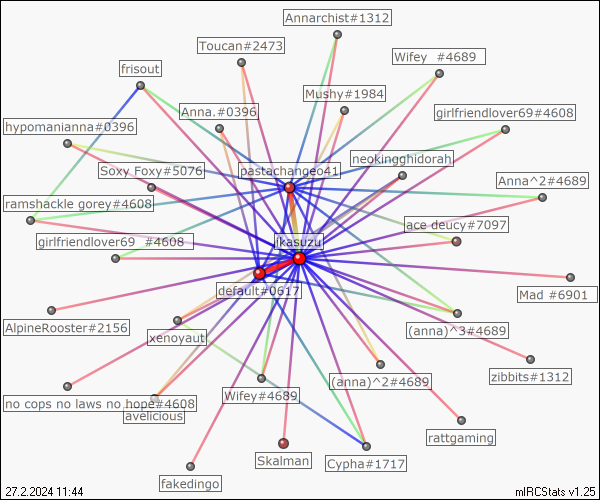 Annarchist#1312
Toucan#2473
Wifey  #4689
frisout
Mushy#1984
Anna.#0396
girlfriendlover69#4608
hypomanianna#0396
neokingghidorah
Soxy Foxy#5076
pastachange041
Anna^2#4689
ramshackle gorey#4608
ace deucy#7097
girlfriendlover69  #4608
jkasuzu
default#0617
Mad #6901
AlpineRooster#2156
xenoyaut
(anna)^3#4689
zibbits#1312
(anna)^2#4689
Wifey#4689
no cops no laws no hope#4608
avelicious
rattgaming
Skalman
Cypha#1717
fakedingo
27.2.2024 11:44
mIRCStats v1.25